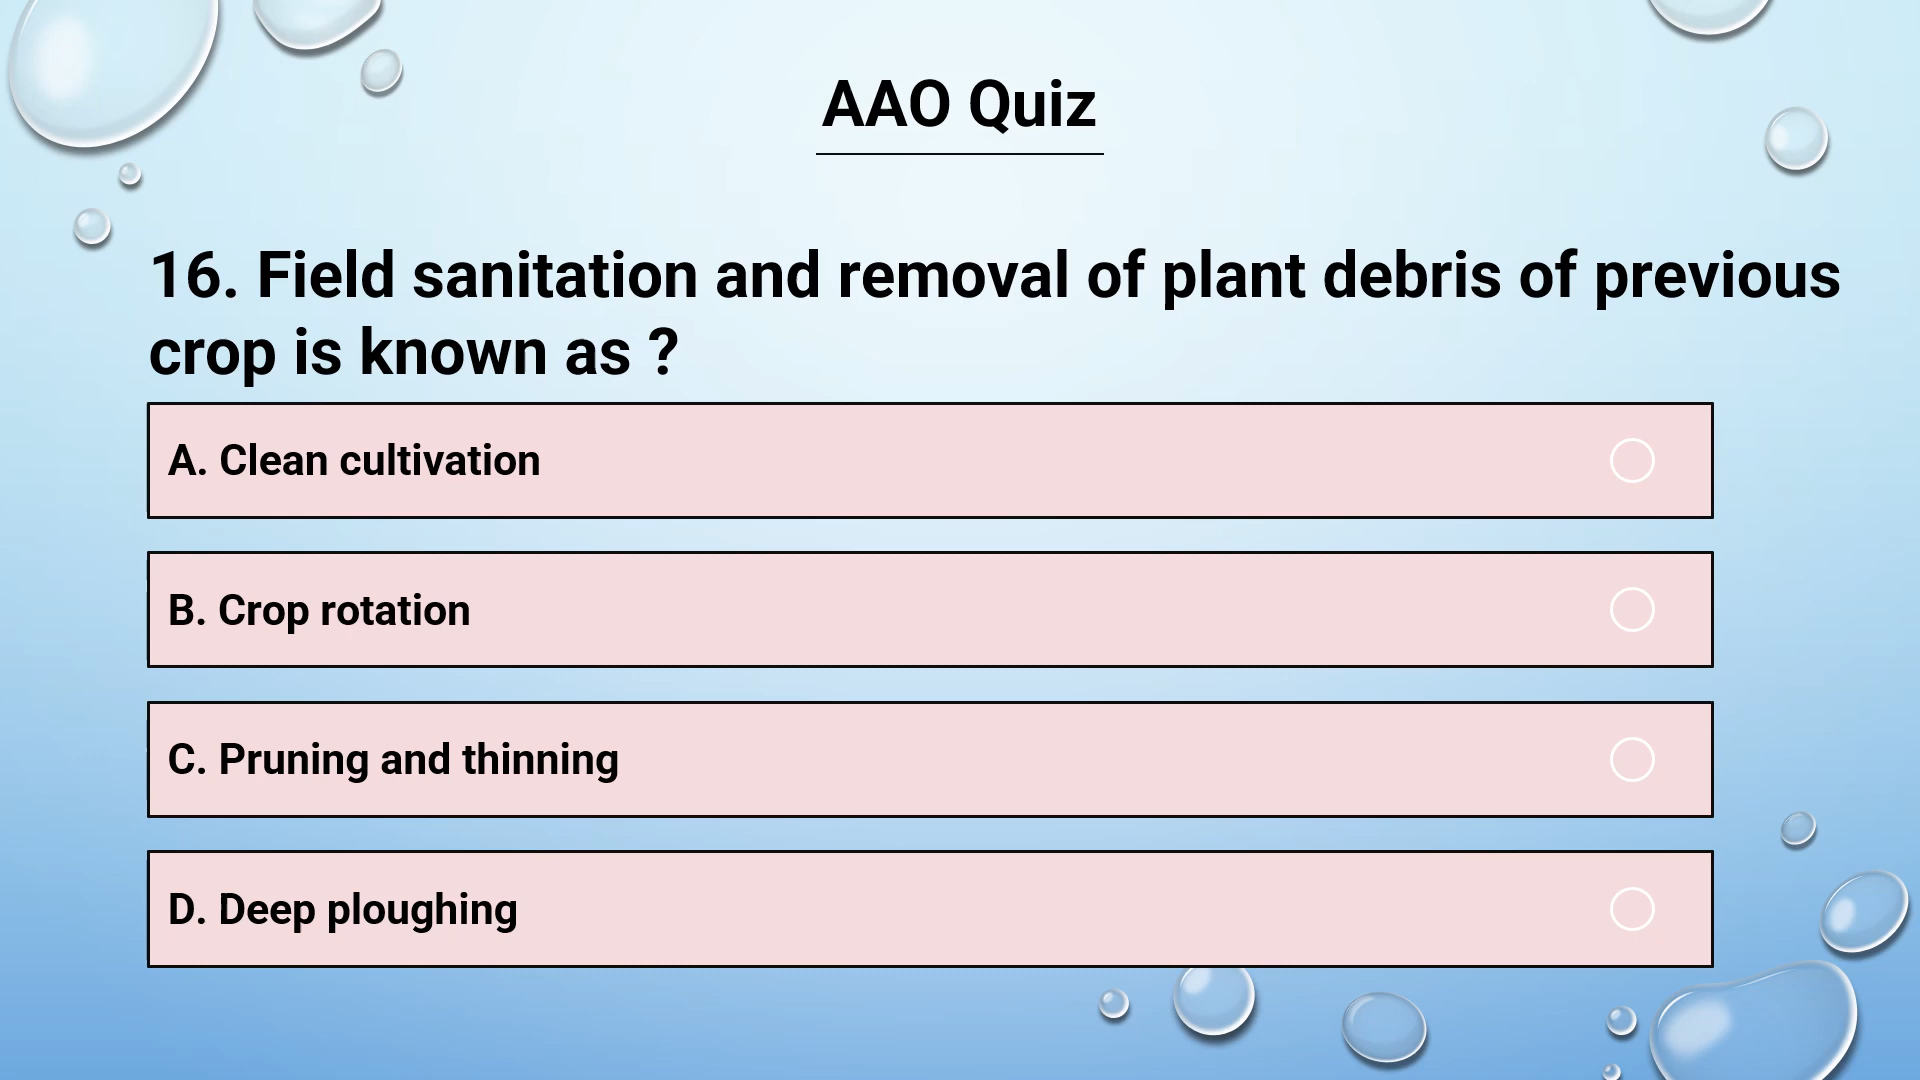 AAO Quiz
16. Field sanitation and removal of plant debris of previous
crop is known as ?
A. Clean cultivation
B. Crop rotation
C. Pruning and thinning
D. Deep ploughing